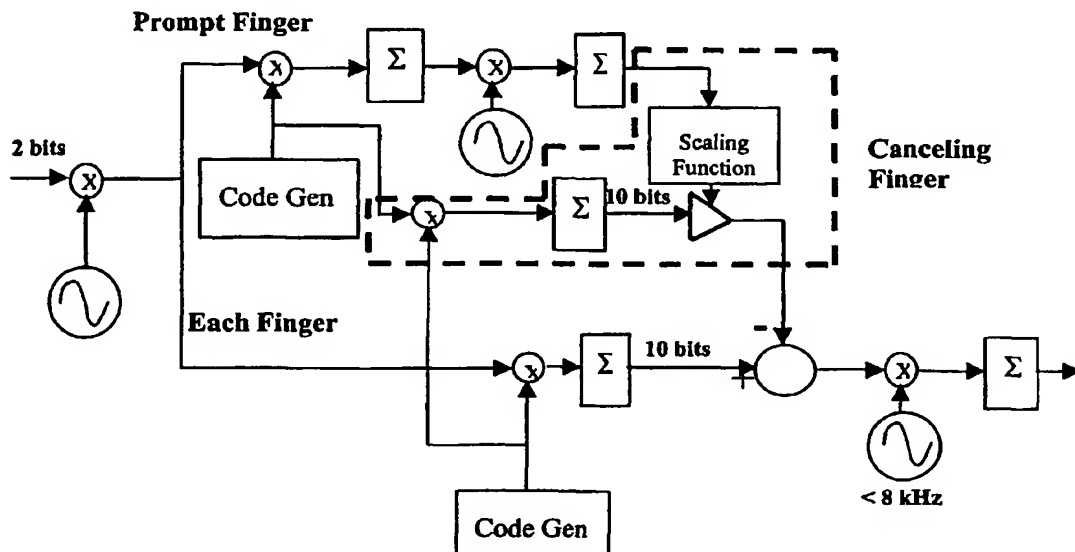 Prompt Finger
X
Σ
X
Σ
2 bits
X
Code Gen
Scaling
Function
Canceling
Finger
X
Σ
10 bits
Each Finger
X
Σ
10 bits
-
+
X
Σ
< 8 kHz
Code Gen